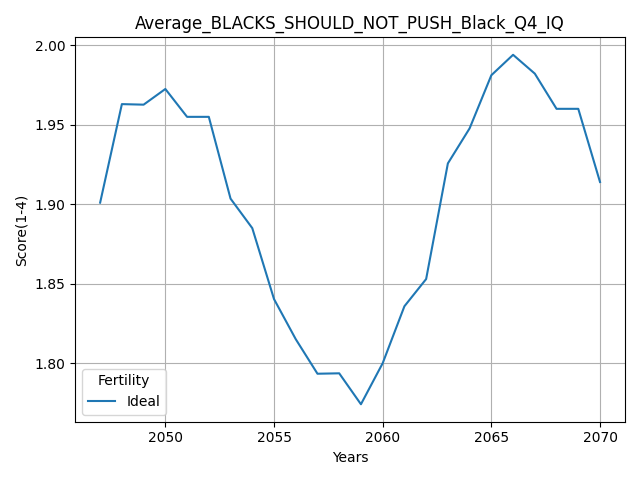 Average_BLACKS_SHOULD_NOT_PUSH_Black_Q4_IQ
2.00
1.95
1.90
1.85
1.80
Score(1-4)
Fertility
Ideal
2050 2055 2060 2065 2070
Years